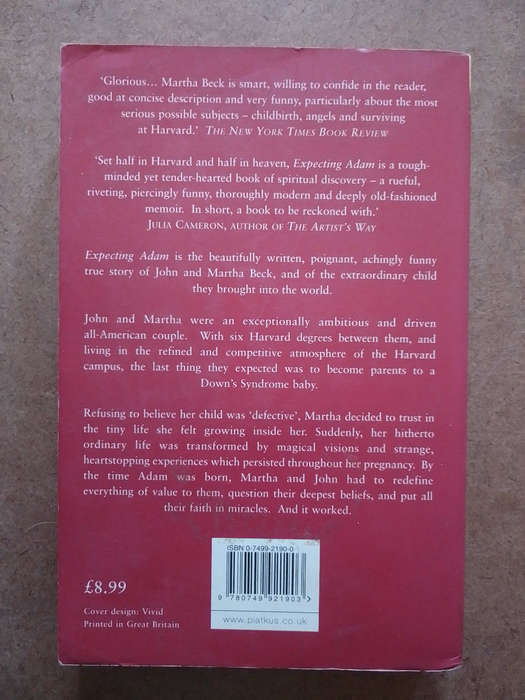 ‘Glorious… Martha Beck is smart, willing to confide in the reader,
good at concise description and very funny, particularly about the most
serious possible subjects – childbirth, angels and surviving
at Harvard.’ THE NEW YORK TIMES BOOK REVIEW
‘Set half in Harvard and half in heaven, Expecting Adam is a tough-
minded yet tender-hearted book of spiritual discovery – a rueful,
riveting, piercingly funny, thoroughly modern and deeply old-fashioned
memoir. In short, a book to be reckoned with.’
JULIA CAMERON, AUTHOR OF THE ARTIST'S WAY
Expecting Adam is the beautifully written, poignant, achingly funny
true story of John and Martha Beck, and of the extraordinary child
they brought into the world.
John and Martha were an exceptionally ambitious and driven
all-American couple. With six Harvard degrees between them, and
living in the refined and competitive atmosphere of the Harvard
campus, the last thing they expected was to become parents to a
Down's Syndrome baby.
Refusing to believe her child was ‘defective’, Martha decided to trust in
the tiny life she felt growing inside her. Suddenly, her hitherto
ordinary life was transformed by magical visions and strange,
heartstopping experiences which persisted throughout her pregnancy. By
the time Adam was born, Martha and John had to redefine
everything of value to them, question their deepest beliefs, and put all
their faith in miracles. And it worked.
ISBN 0-7499-2190-0
9 780749 921903 >
www.piatkus.co.uk
£8.99
Cover design: Vivid
Printed in Great Britain